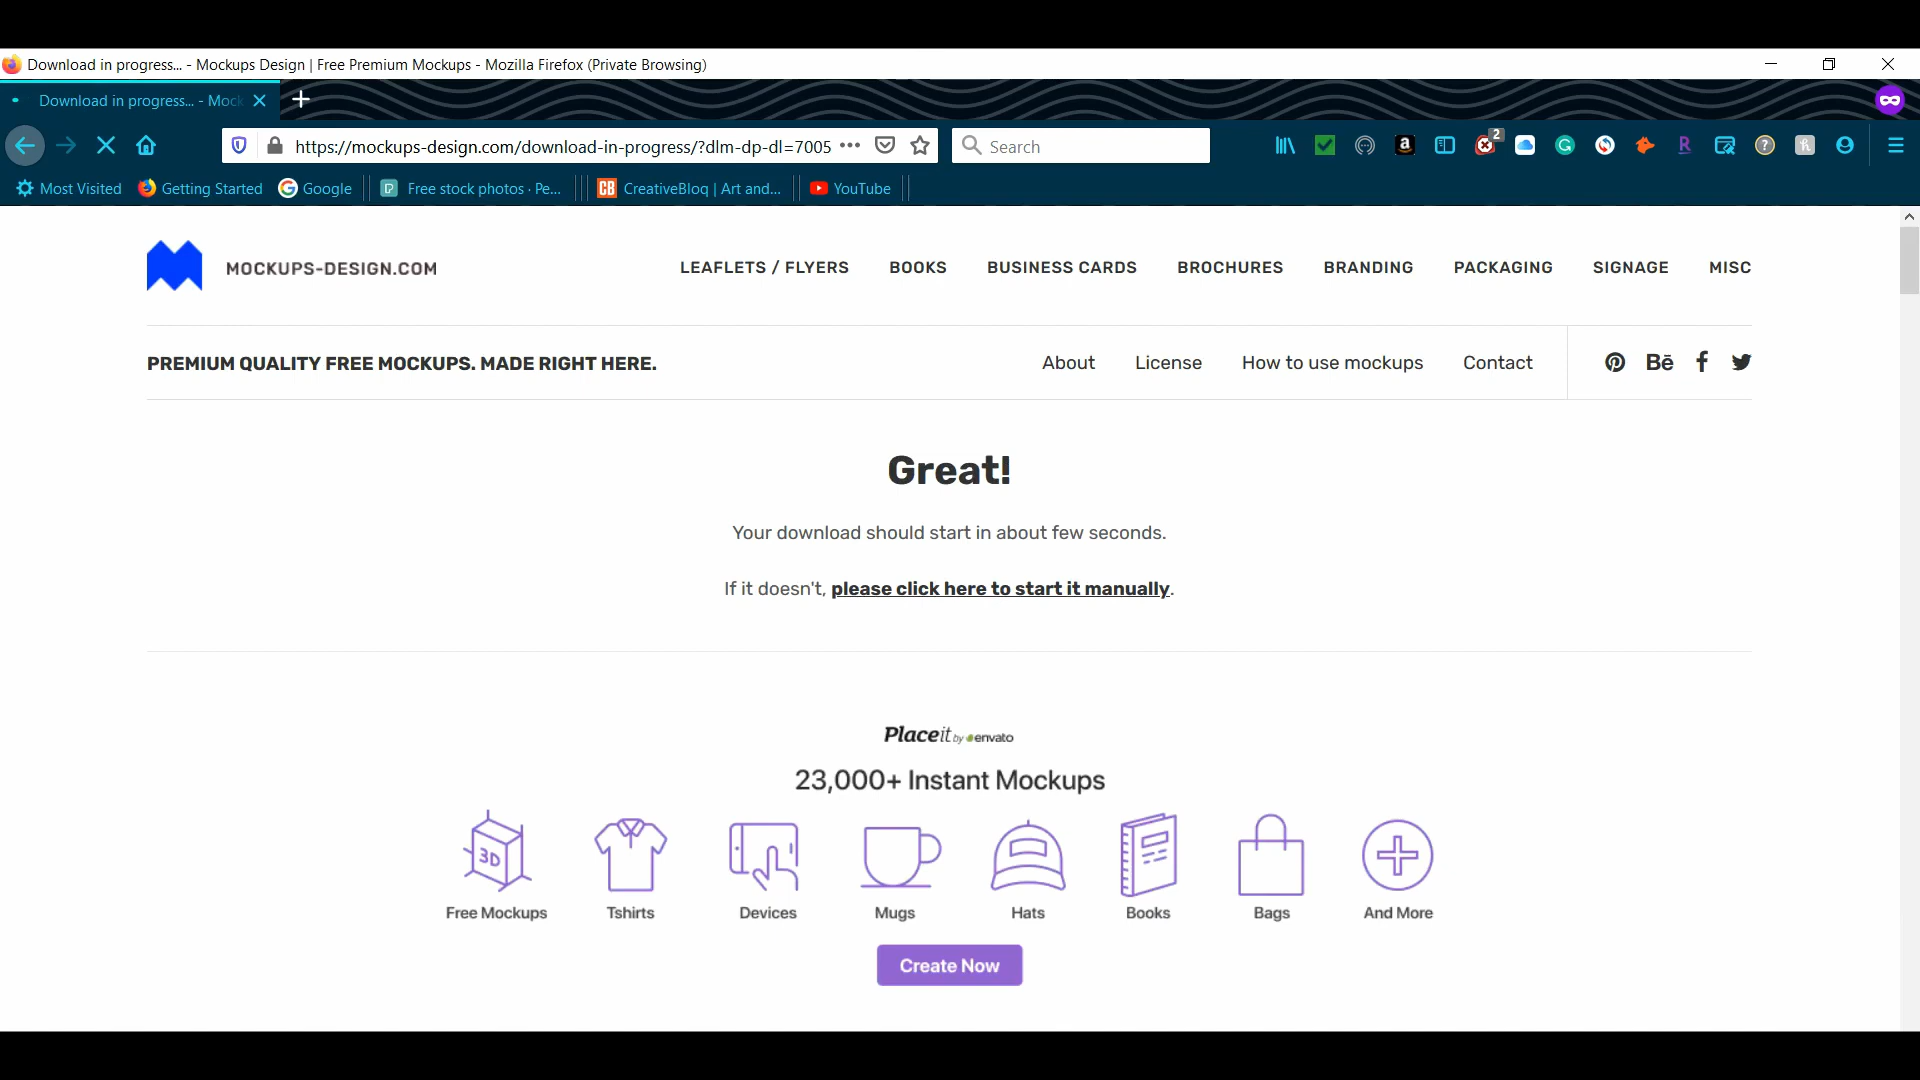 Download in progress... - Mockups Design | Free Premium Mockups - Mozilla Firefox (Private Browsing)
Download in progress... - Mock
https://mockups-design.com/download-in-progress/?dlm-dp-dl=7005
Search
2
Most Visited
Getting Started
Google
Free stock photos · Pe...
CB
CreativeBloq | Art and...
YouTube
MOCKUPS-DESIGN.COM
LEAFLETS / FLYERS
BOOKS
BUSINESS CARDS
BROCHURES
BRANDING
PACKAGING
SIGNAGE
MISC
PREMIUM QUALITY FREE MOCKUPS. MADE RIGHT HERE.
About
License
How to use mockups
Contact
Bē
Great!
Your download should start in about few seconds.
If it doesn't, please click here to start it manually.
Placeit by envato
23,000+ Instant Mockups
3D
Free Mockups
Tshirts
Devices
Mugs
Hats
Books
Bags
And More
Create Now